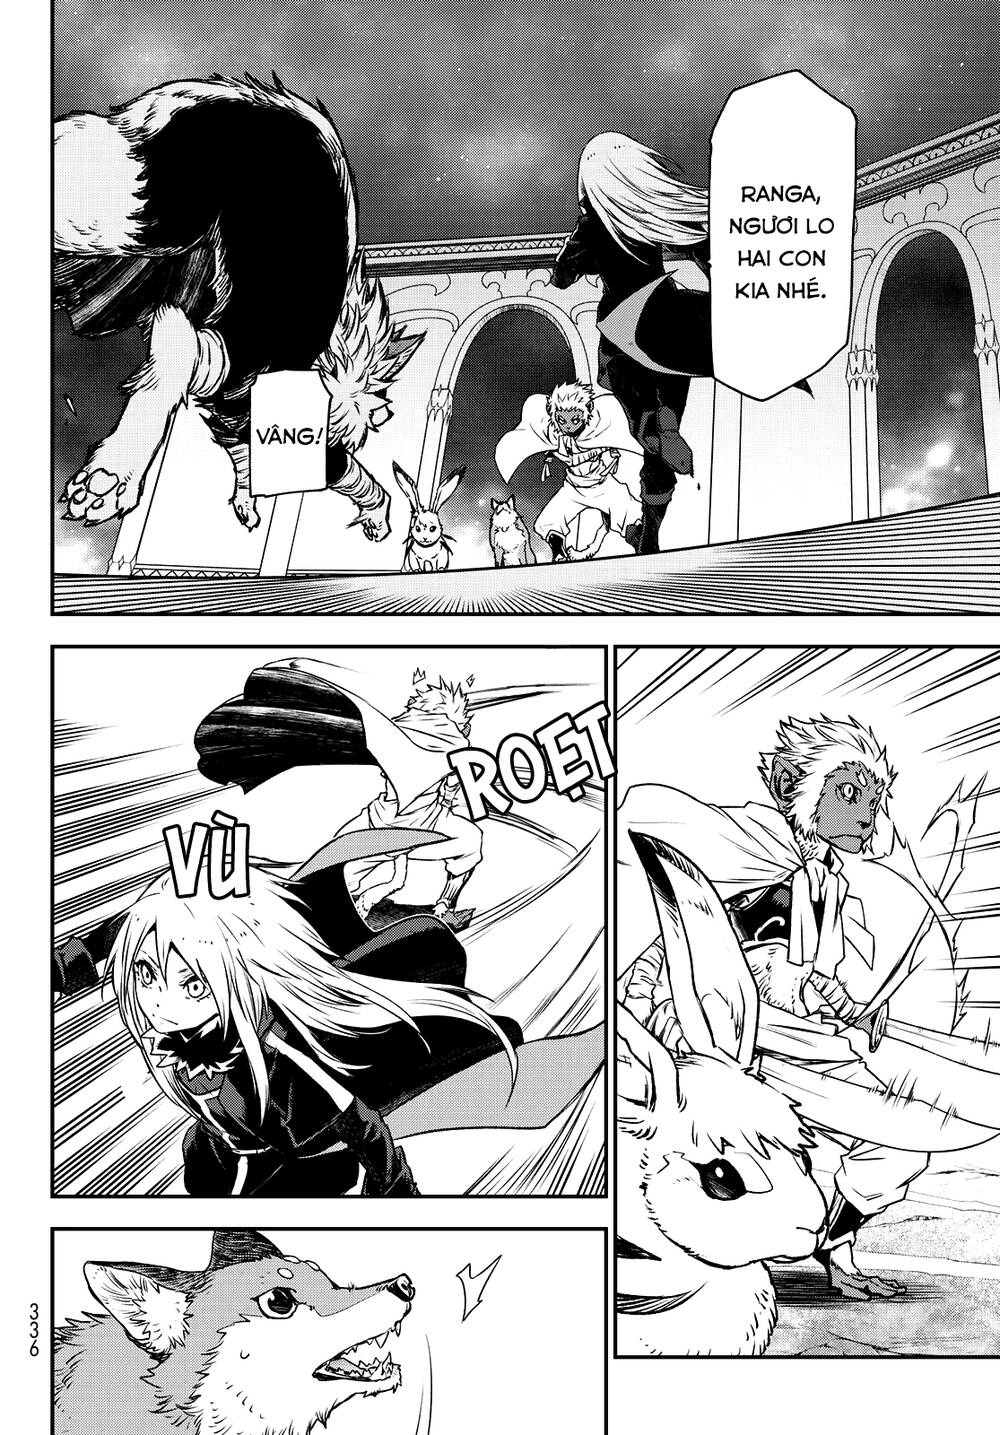 RANGA,
NGƯƠI LO
HAI CON
KIA NHÉ.
VÂNG!
ROẸT
VÙ
336